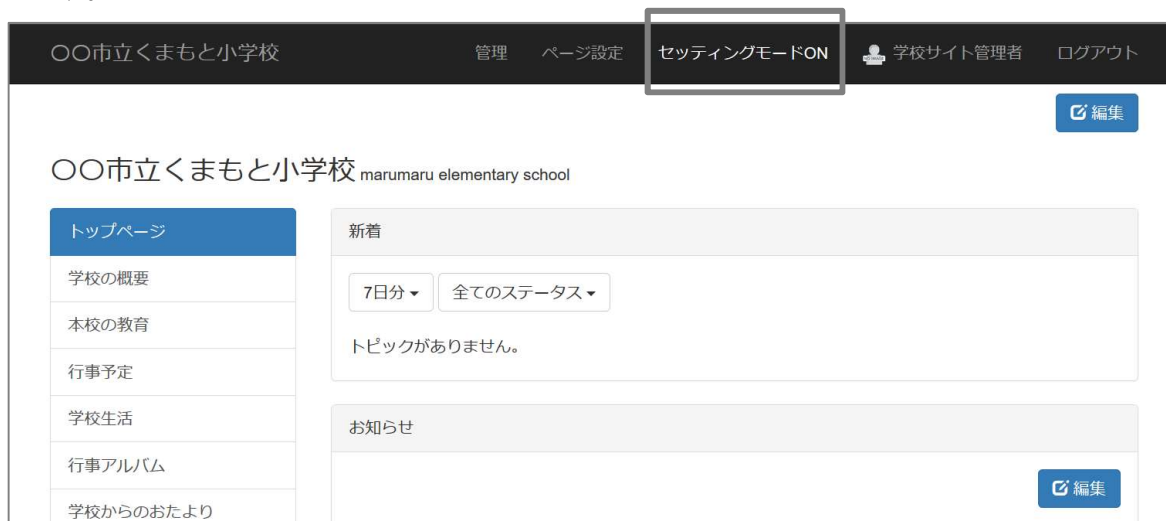 〇〇市立くまもと小学校 管理 ページ設定 セッティングモードON 学校サイト管理者 ログアウト
編集
〇〇市立くまもと小学校 marumaru elementary school
トップページ
学校の概要
本校の教育
行事予定
学校生活
行事アルバム
学校からのおたより
新着
7日分 全てのステータス
トピックがありません。
お知らせ
編集